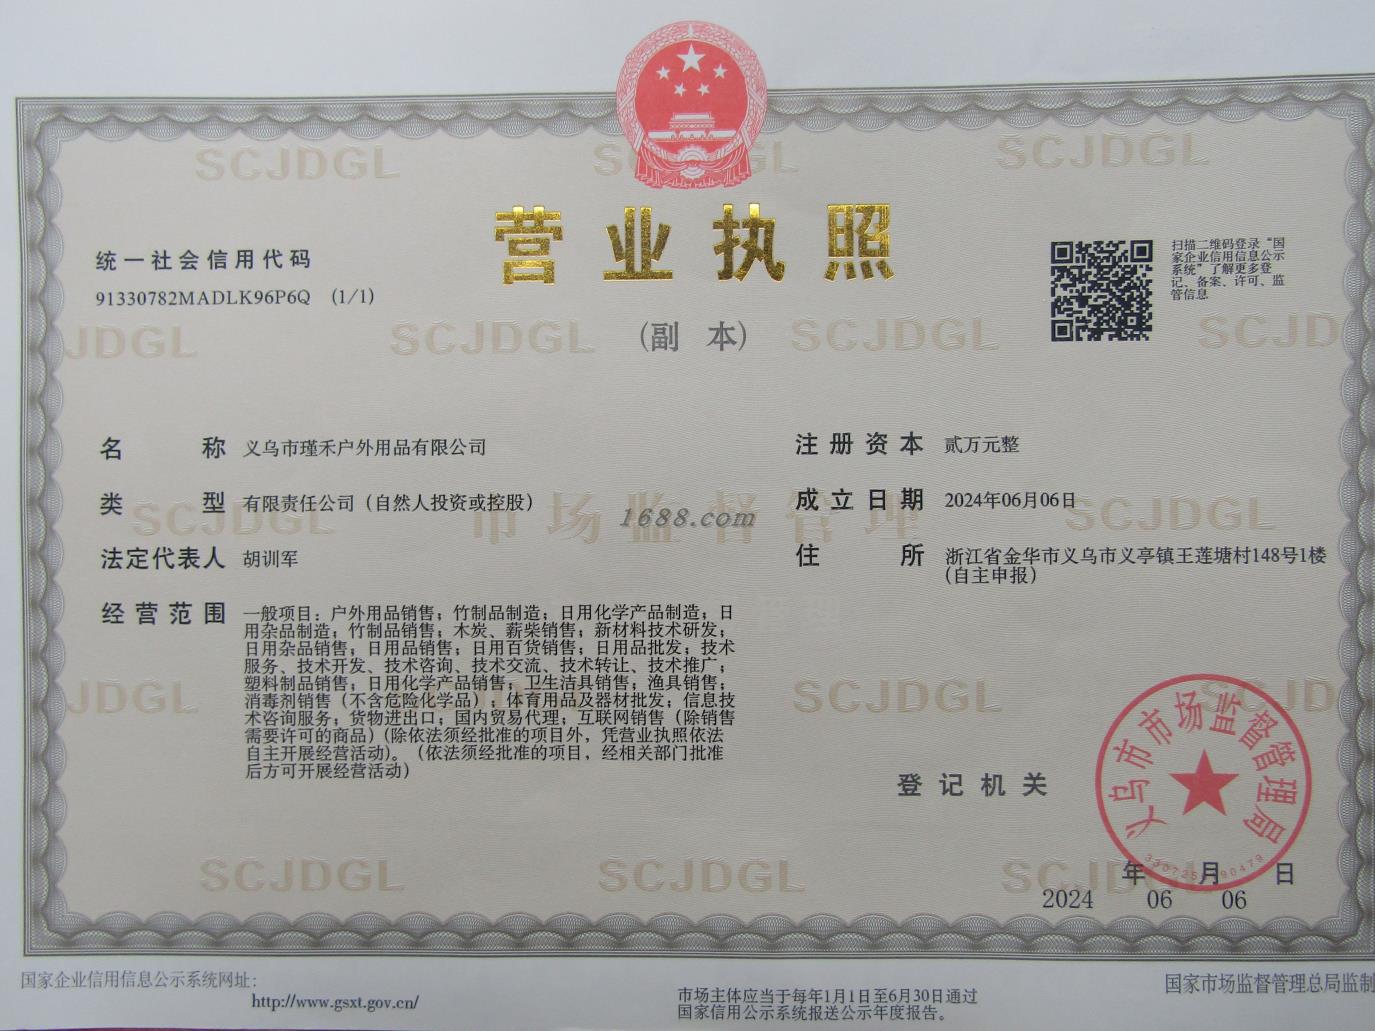 SCJDGL SCJDGL
营业执照
(副 本)
统一社会信用代码
91330782MADLK96P6Q (1/1)
扫描二维码登录“国
家企业信用信息公示
系统”了解更多登
记、备案、许可、监
管信息
JDGL SCJDGL SCJDGL SCJD
名称 义乌市瑾禾户外用品有限公司
类型 有限责任公司（自然人投资或控股）
法定代表人 胡训军
经营范围 一般项目：户外用品销售；竹制品制造；日用化学产品制造；日
用杂品制造；竹制品销售；木炭、薪柴销售；新材料技术研发；
日用杂品销售；日用品销售；日用百货销售；日用品批发；技术
服务、技术开发、技术咨询、技术交流、技术转让、技术推广；
塑料制品销售；日用化学产品销售；卫生洁具销售；渔具销售；
消毒剂销售（不含危险化学品）；体育用品及器材批发；信息技
术咨询服务；货物进出口；国内贸易代理；互联网销售（除销售
需要许可的商品）(除依法须经批准的项目外，凭营业执照依法
自主开展经营活动)。（依法须经批准的项目，经相关部门批准
后方可开展经营活动）
注册资本 贰万元整
成立日期 2024年06月06日
住所 浙江省金华市义乌市义亭镇王莲塘村148号1楼
（自主申报）
SCJDGL 市场监督管理 SCJDGL
1688.com
JDGL SCJDGL
登记机关
义乌市市场监督管理局
年 月 日
2024 06 06
SCJDGL SCJDGL
国家企业信用信息公示系统网址：
http://www.gsxt.gov.cn/
市场主体应当于每年1月1日至6月30日通过
国家信用公示系统报送公示年度报告。
国家市场监督管理总局监制